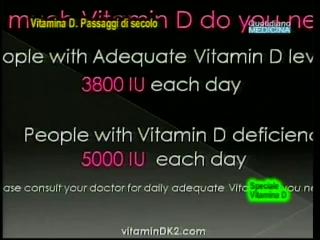 much Vitamin D do you ne
Vitamina D. Passaggi di secolo
Quotidiano
MEDICINA
ople with Adequate Vitamin D lev
3800 IU each day
People with Vitamin D deficienc
5000 IU each day
ase consult your doctor for daily adequate Vita you ne
Speciale
Vitamina D
vitaminDK2.com